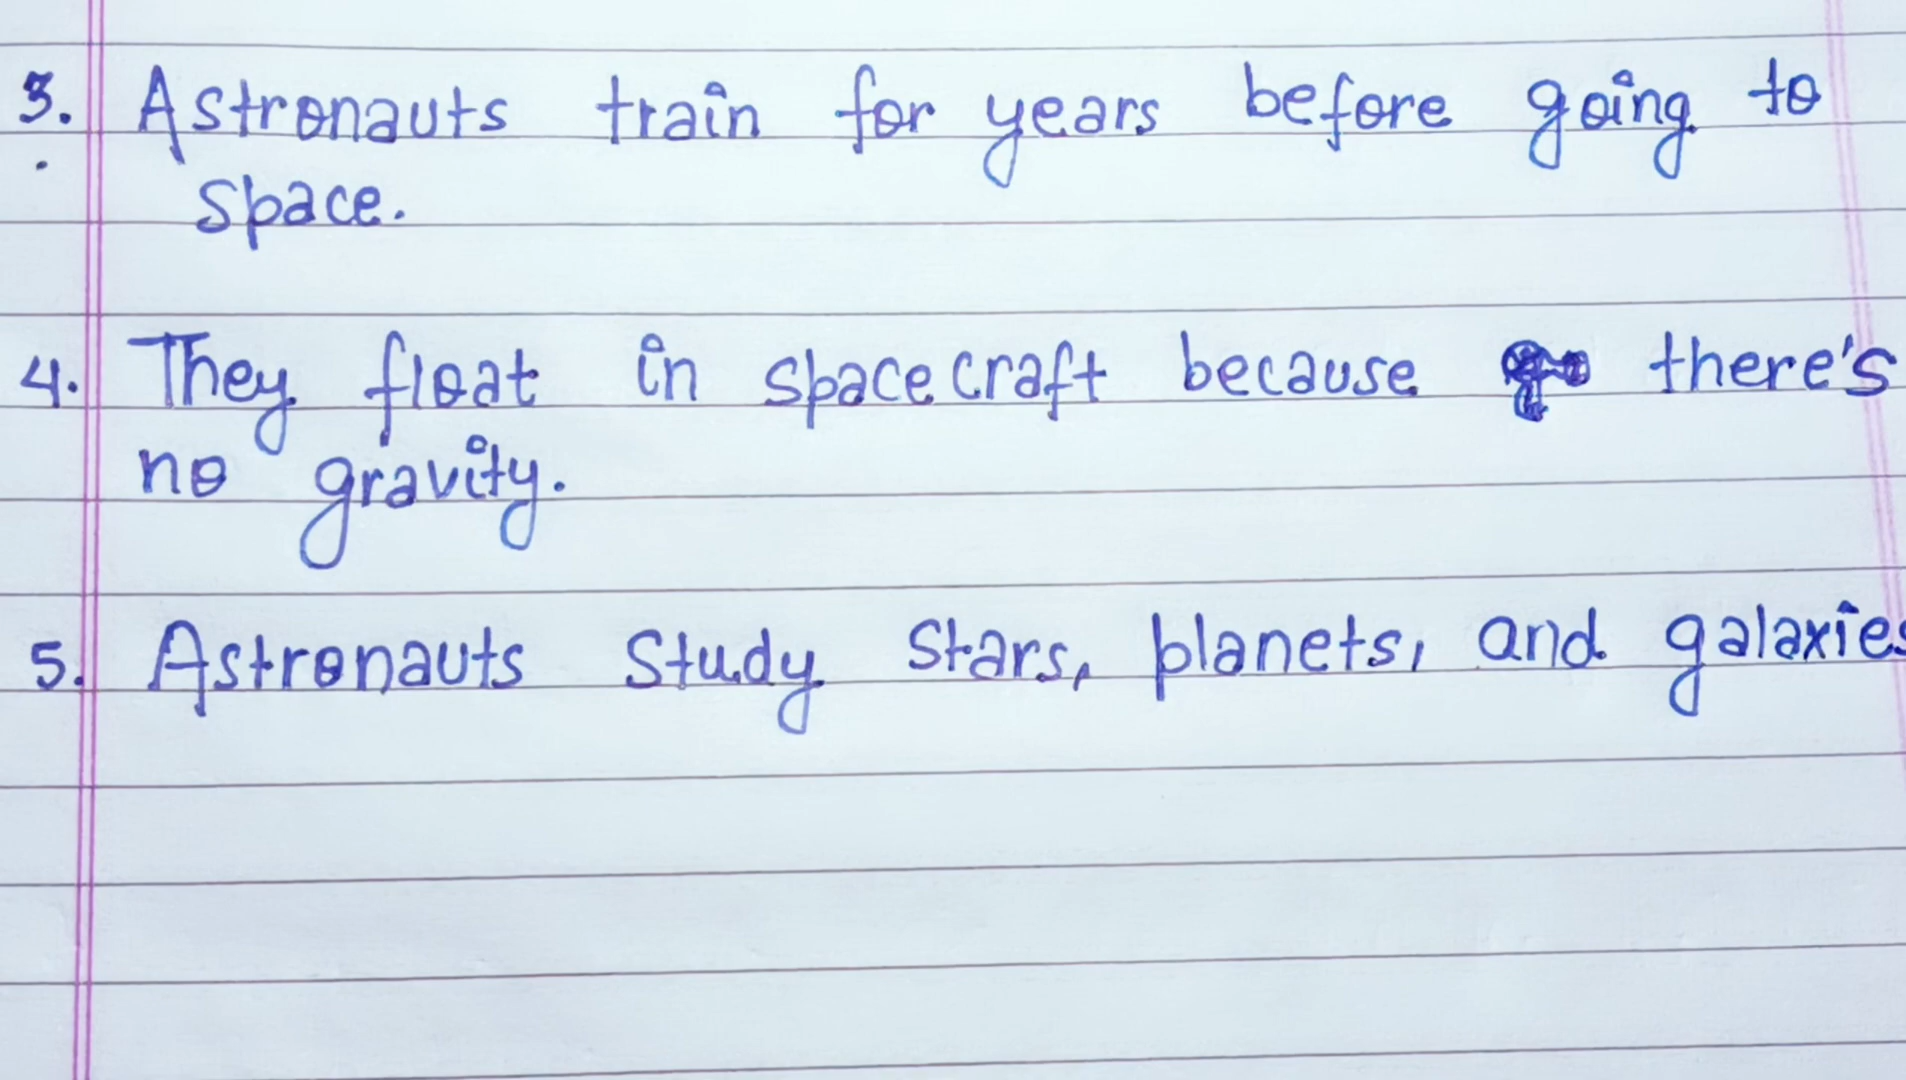 3. Astronauts train for years before going to
space.
4. They float in spacecraft because there's
no gravity.
5. Astronauts study stars, planets, and galaxies